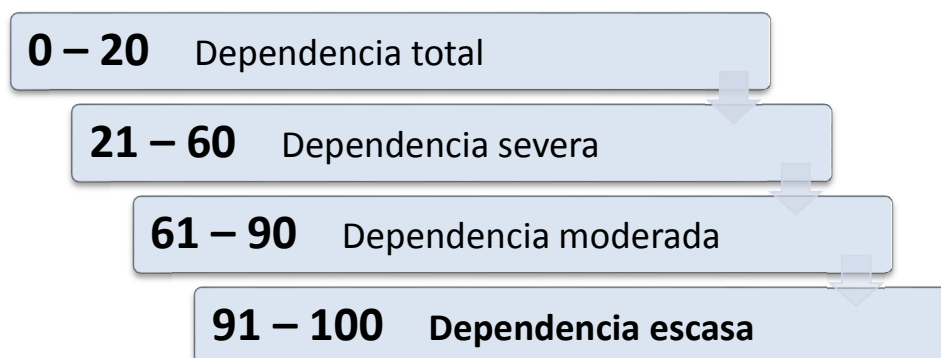 0 – 20 Dependencia total
21 – 60 Dependencia severa
61 – 90 Dependencia moderada
91 – 100 Dependencia escasa